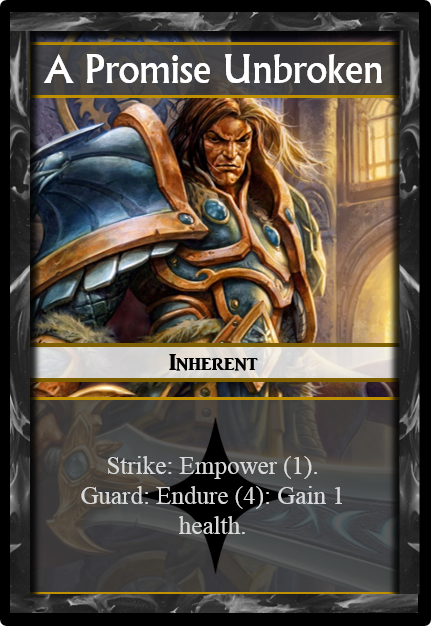 A Promise Unbroken
Inherent
Strike: Empower (1).
Guard: Endure (4): Gain 1
health.